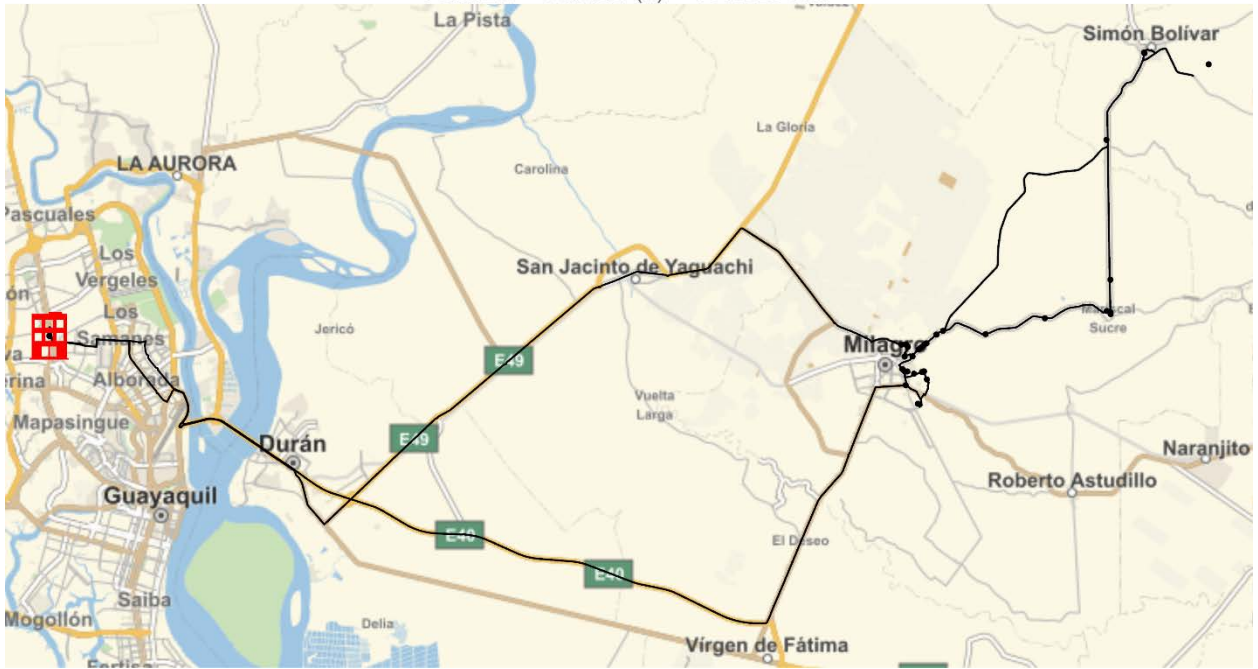 La Pista
Simón Bolívar
La Gloria
LA AURORA
Carolina
Pascuales
Los
Vergeles
San Jacinto de Yaguachi
Los
Samanes
Jericó
Mariscal
Sucre
Milagro
E49
Alborada
Vuelta
Larga
Mapasingue
E49
Durán
Naranjito
Roberto Astudillo
Guayaquil
E40
El Deseo
E40
Saiba
Mogollón
Delia
Vírgen de Fátima
Fertisa